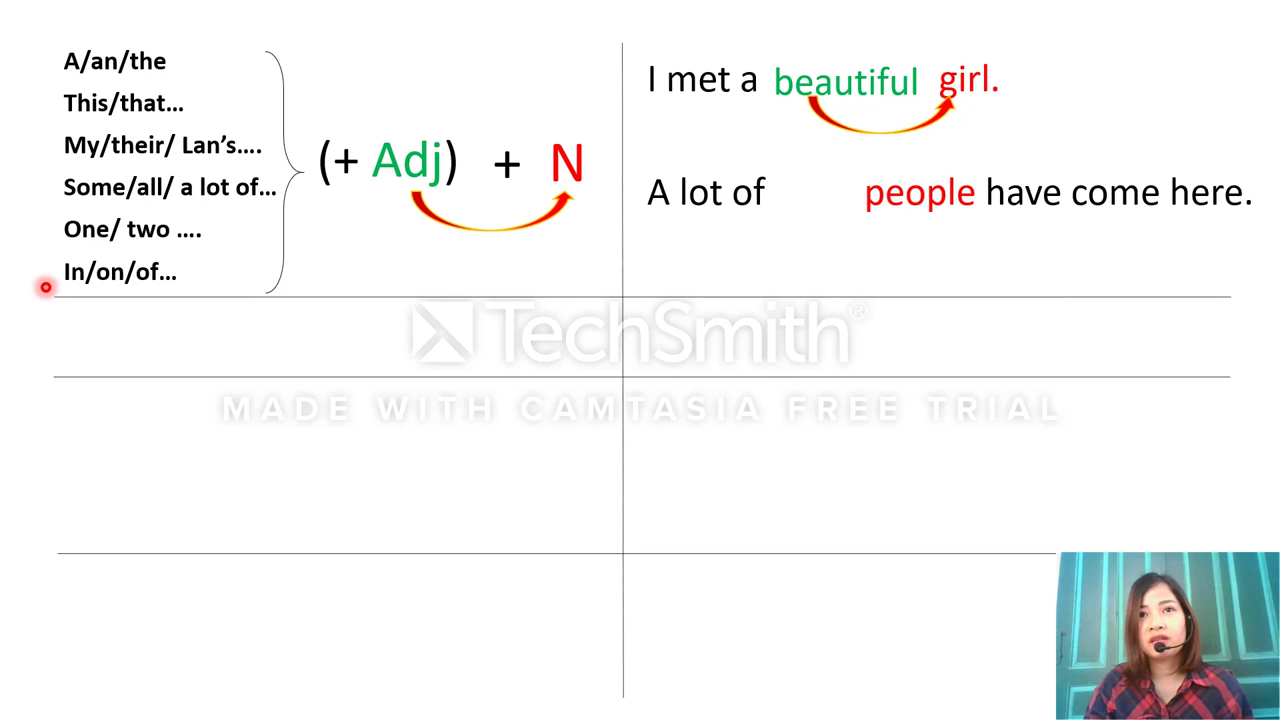 A/an/the
This/that...
My/their/ Lan's....
Some/all/ a lot of...
One/ two ....
In/on/of...
(+ Adj) + N
I met a beautiful girl.
A lot of people have come here.
TechSmith®
MADE WITH CAMTASIA FREE TRIAL